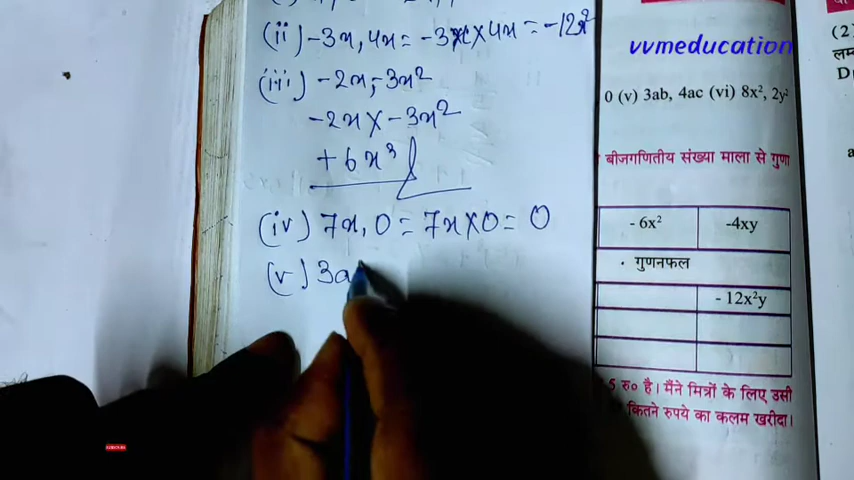 (ii) -3x, 4x = -3x × 4x = -12x²
(iii) -2x, -3x²
-2x × -3x²
+6x³
(iv) 7x, 0 = 7x × 0 = 0
(v) 3a
vvmeducation
0 (v) 3ab, 4ac (vi) 8x², 2y²
बीजगणितीय संख्या माला से गुणा
- 6x² - 4xy
गुणनफल
- 12x²y
5 रु० है। मैंने मित्रों के लिए उसी
कितने रुपये का कलम खरीदा।
(2)
SUBSCRIBE